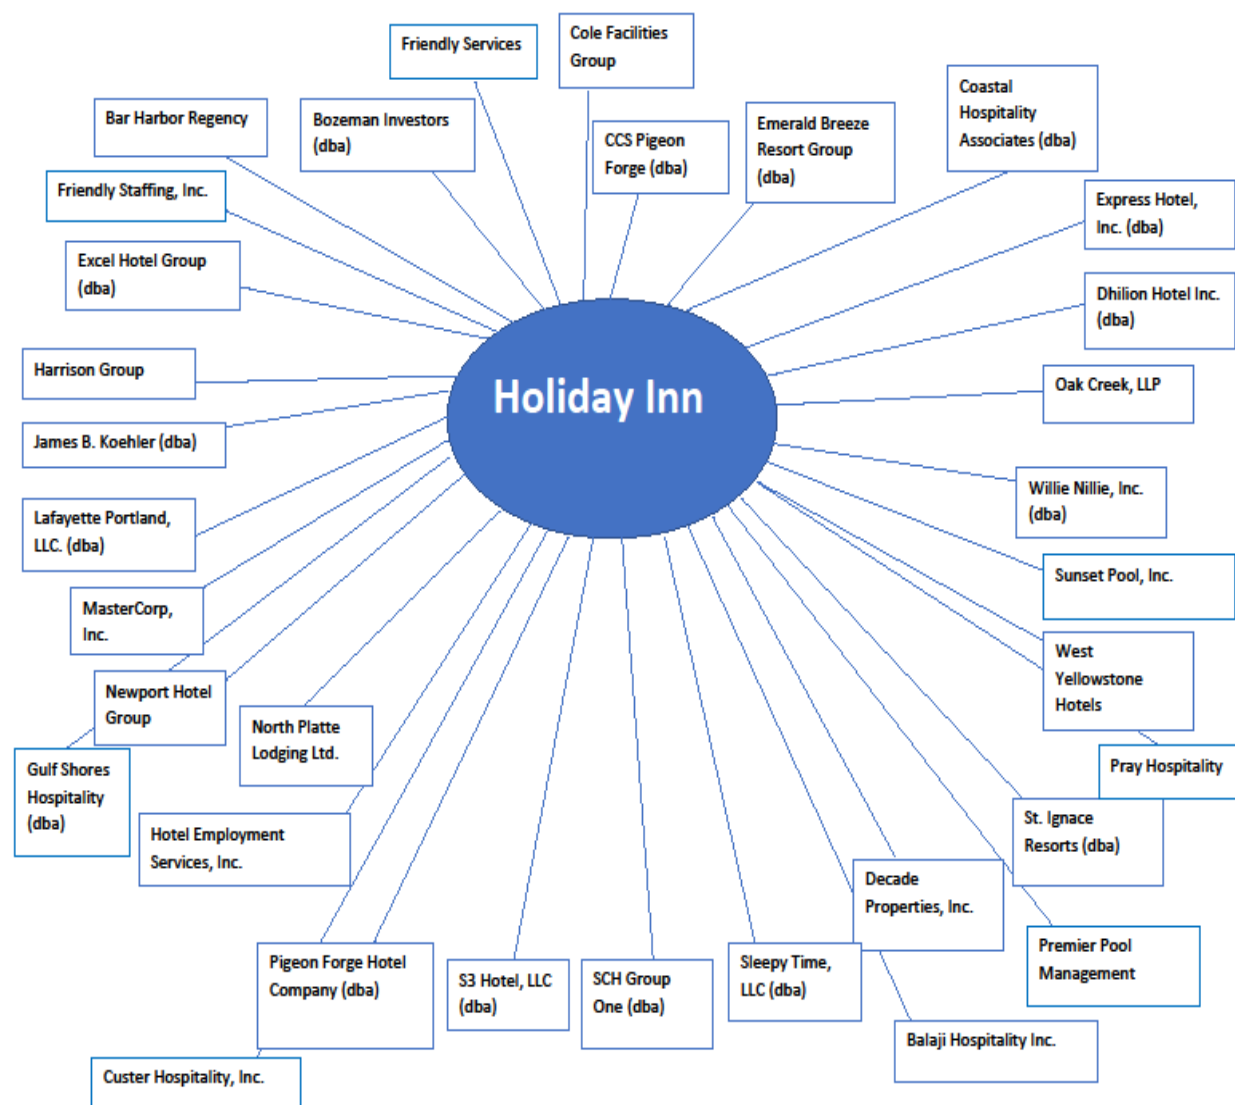 Friendly Services
Cole Facilities
Group
Bar Harbor Regency
Bozeman Investors
(dba)
CCS Pigeon
Forge (dba)
Emerald Breeze
Resort Group
(dba)
Coastal
Hospitality
Associates (dba)
Friendly Staffing, Inc.
Express Hotel,
Inc. (dba)
Excel Hotel Group
(dba)
Dhilion Hotel Inc.
(dba)
Harrison Group
Holiday Inn
Oak Creek, LLP
James B. Koehler (dba)
Lafayette Portland,
LLC. (dba)
Willie Nillie, Inc.
(dba)
MasterCorp,
Inc.
Sunset Pool, Inc.
Newport Hotel
Group
West
Yellowstone
Hotels
North Platte
Lodging Ltd.
Gulf Shores
Hospitality
(dba)
Pray Hospitality
Hotel Employment
Services, Inc.
St. Ignace
Resorts (dba)
Decade
Properties, Inc.
Pigeon Forge Hotel
Company (dba)
S3 Hotel, LLC
(dba)
SCH Group
One (dba)
Sleepy Time,
LLC (dba)
Premier Pool
Management
Balaji Hospitality Inc.
Custer Hospitality, Inc.